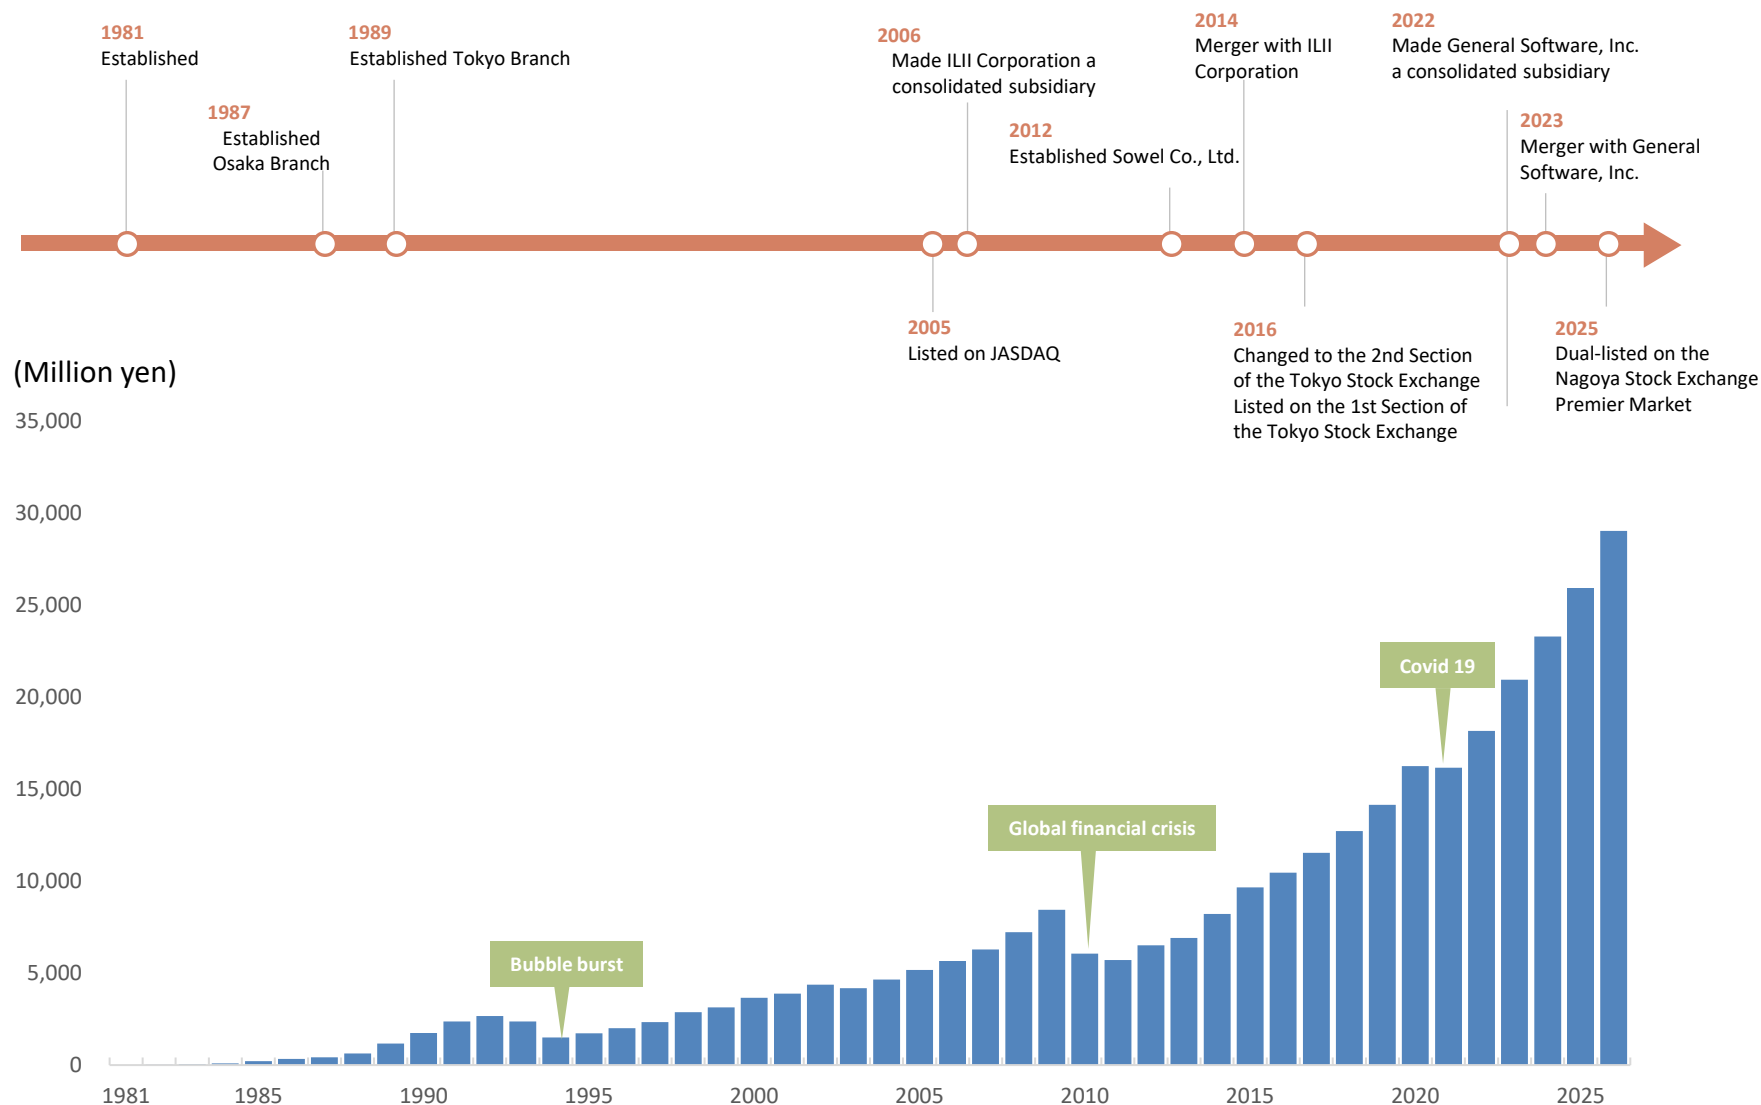 1981
Established
1987
Established
Osaka Branch
1989
Established Tokyo Branch
2006
Made ILII Corporation a
consolidated subsidiary
2012
Established Sowel Co., Ltd.
2014
Merger with ILII
Corporation
2022
Made General Software, Inc.
a consolidated subsidiary
2023
Merger with General
Software, Inc.
2005
Listed on JASDAQ
2016
Changed to the 2nd Section
of the Tokyo Stock Exchange
Listed on the 1st Section of
the Tokyo Stock Exchange
2025
Dual-listed on the
Nagoya Stock Exchange
Premier Market
(Million yen)
35,000
30,000
25,000
20,000
15,000
10,000
5,000
0
Bubble burst
Global financial crisis
Covid 19
1981
1985
1990
1995
2000
2005
2010
2015
2020
2025